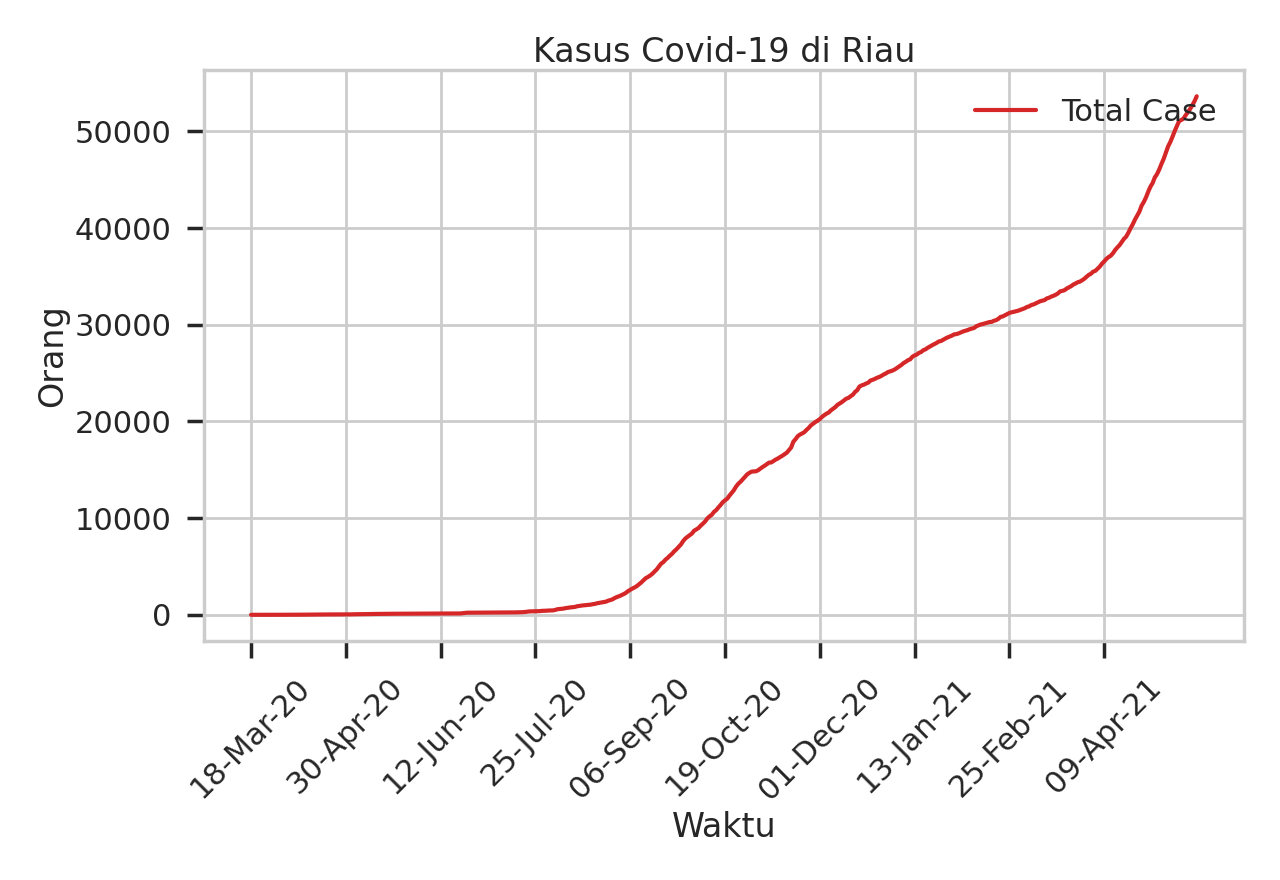 Kasus Covid-19 di Riau
Total Case
50000
40000
30000
20000
10000
0
Orang
18-Mar-20
30-Apr-20
12-Jun-20
25-Jul-20
06-Sep-20
19-Oct-20
01-Dec-20
13-Jan-21
25-Feb-21
09-Apr-21
Waktu